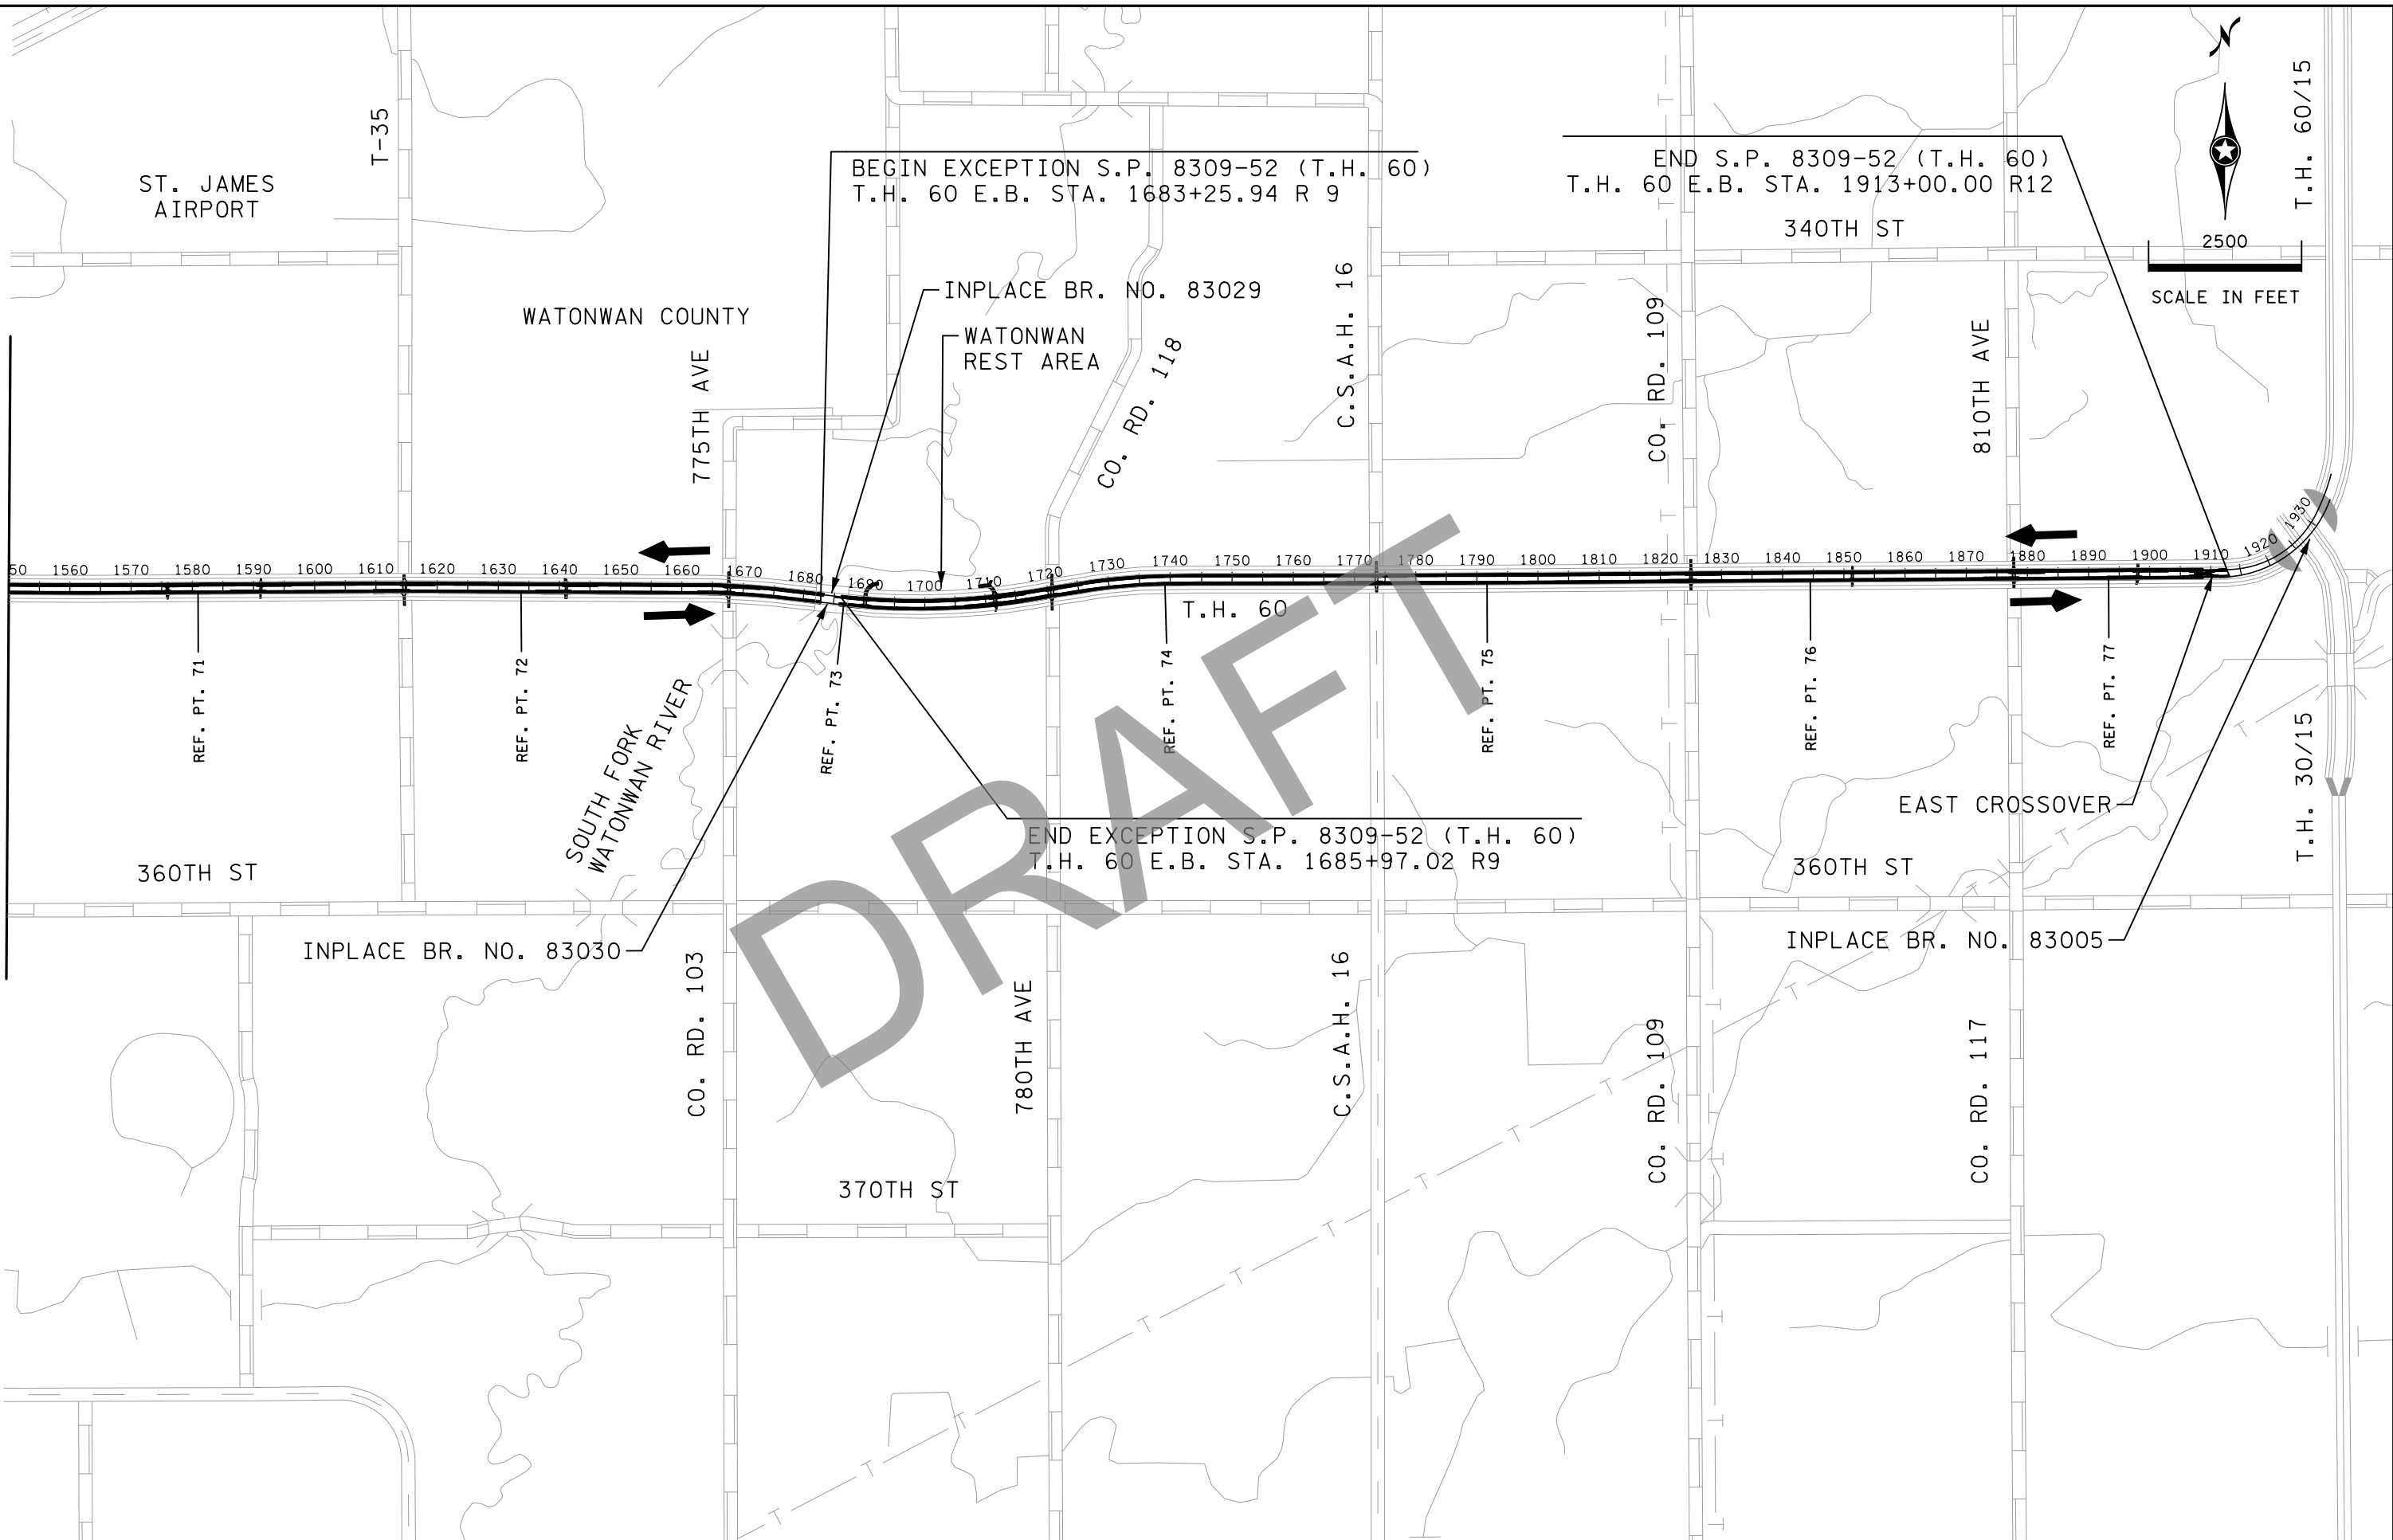 N
T.H. 60/15
T-35
ST. JAMES
AIRPORT
BEGIN EXCEPTION S.P. 8309-52 (T.H. 60)
T.H. 60 E.B. STA. 1683+25.94 R 9
END S.P. 8309-52 (T.H. 60)
T.H. 60 E.B. STA. 1913+00.00 R12
340TH ST
2500
SCALE IN FEET
INPLACE BR. NO. 83029
WATONWAN COUNTY
WATONWAN
REST AREA
775TH AVE
CO. RD. 118
C.S.A.H. 16
CO. RD. 109
810TH AVE
50 1560 1570 1580 1590 1600 1610 1620 1630 1640 1650 1660 1670 1680 1690 1700 1710 1720 1730 1740 1750 1760 1770 1780 1790 1800 1810 1820 1830 1840 1850 1860 1870 1880 1890 1900 1910 1920 1930
T.H. 60
REF. PT. 71
REF. PT. 72
REF. PT. 73
REF. PT. 74
REF. PT. 75
REF. PT. 76
REF. PT. 77
SOUTH FORK
WATONWAN RIVER
DRAFT
EAST CROSSOVER
T.H. 30/15
END EXCEPTION S.P. 8309-52 (T.H. 60)
T.H. 60 E.B. STA. 1685+97.02 R9
360TH ST
360TH ST
INPLACE BR. NO. 83030
INPLACE BR. NO. 83005
CO. RD. 103
780TH AVE
C.S.A.H. 16
CO. RD. 109
CO. RD. 117
370TH ST